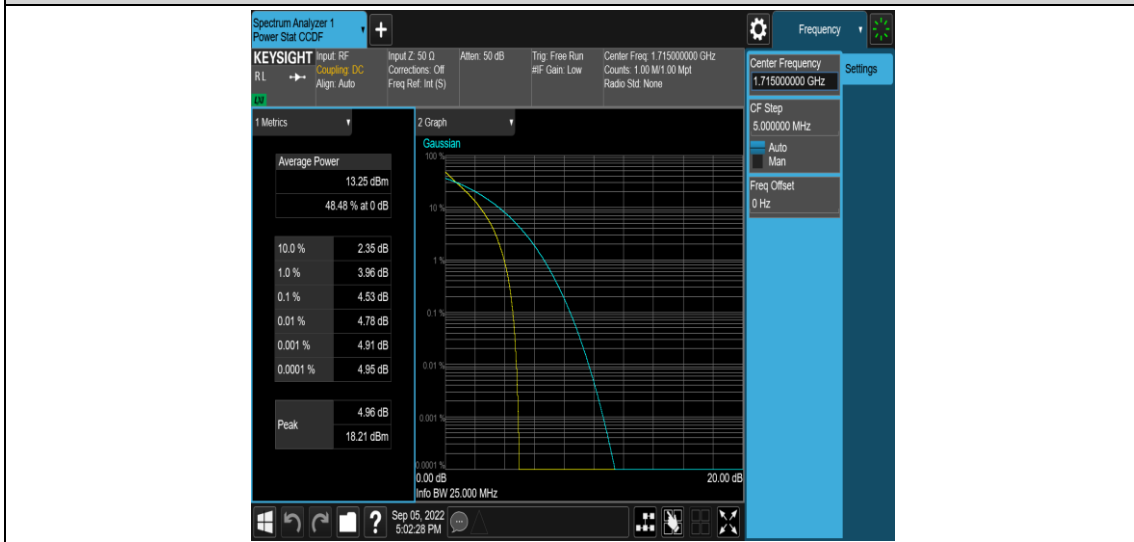 Spectrum Analyzer 1
Power Stat CCDF
+
Frequency
KEYSIGHT
RL
LXI
Input: RF
Coupling: DC
Align: Auto
Input Z: 50 Ω
Corrections: Off
Freq Ref: Int (S)
Atten: 50 dB
Trig: Free Run
#IF Gain: Low
Center Freq: 1.715000000 GHz
Counts: 1.00 M/1.00 Mpt
Radio Std: None
Center Frequency
1.715000000 GHz
Settings
CF Step
5.000000 MHz
Auto
Man
Freq Offset
0 Hz
1 Metrics
Average Power
13.25 dBm
48.48 % at 0 dB
10.0 % 2.35 dB
1.0 % 3.96 dB
0.1 % 4.53 dB
0.01 % 4.78 dB
0.001 % 4.91 dB
0.0001 % 4.95 dB
Peak
4.96 dB
18.21 dBm
2 Graph
Gaussian
100 %
10 %
1 %
0.1 %
0.01 %
0.001 %
0.0001 %
0.00 dB 20.00 dB
Info BW 25.000 MHz
?
Sep 05, 2022
5:02:28 PM